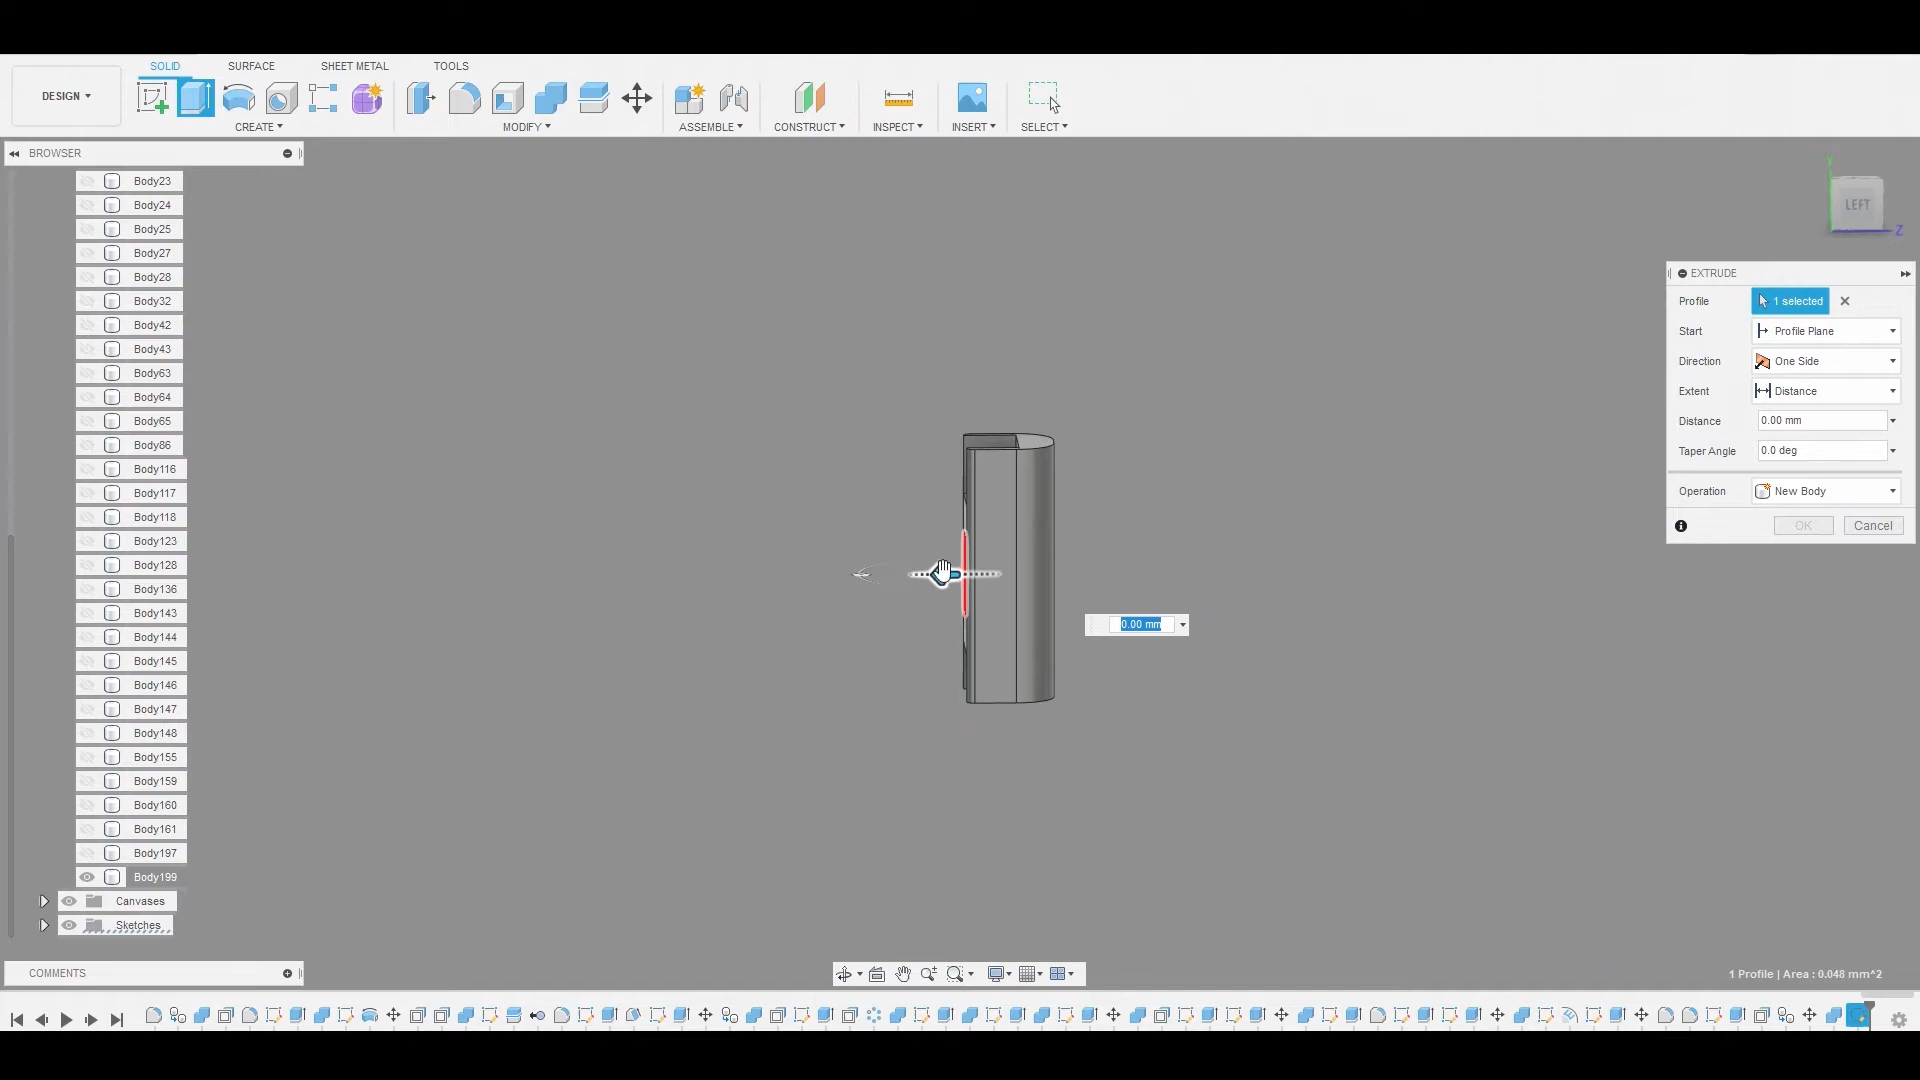 SOLID SURFACE SHEET METAL TOOLS
DESIGN
CREATE MODIFY ASSEMBLE CONSTRUCT INSPECT INSERT SELECT
BROWSER
Body23
Body24
Body25
Body27
Body28
Body32
Body42
Body43
Body63
Body64
Body65
Body86
Body116
Body117
Body118
Body123
Body128
Body136
Body143
Body144
Body145
Body146
Body147
Body148
Body155
Body159
Body160
Body161
Body197
Body199
Canvases
Sketches
COMMENTS
Y
LEFT
Z
EXTRUDE
Profile 1 selected
Start Profile Plane
Direction One Side
Extent Distance
Distance 0.00 mm
Taper Angle 0.0 deg
Operation New Body
OK Cancel
0.00 mm
1 Profile | Area : 0.048 mm^2